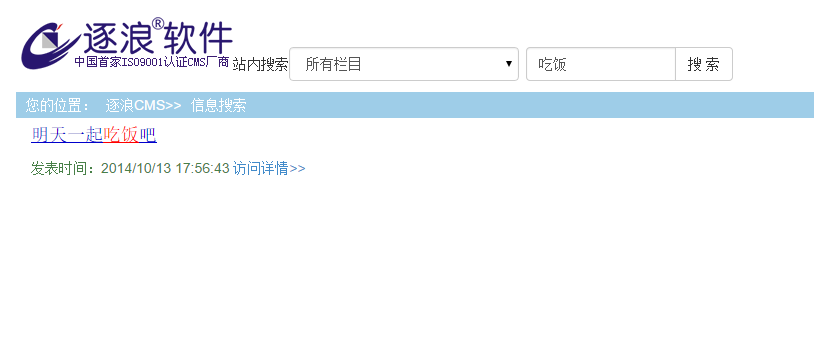 逐浪®软件
中国首家ISO9001认证CMS厂商 站内搜索 所有栏目 吃饭 搜 索
您的位置： 逐浪CMS>> 信息搜索
明天一起吃饭吧
发表时间：2014/10/13 17:56:43 访问详情>>